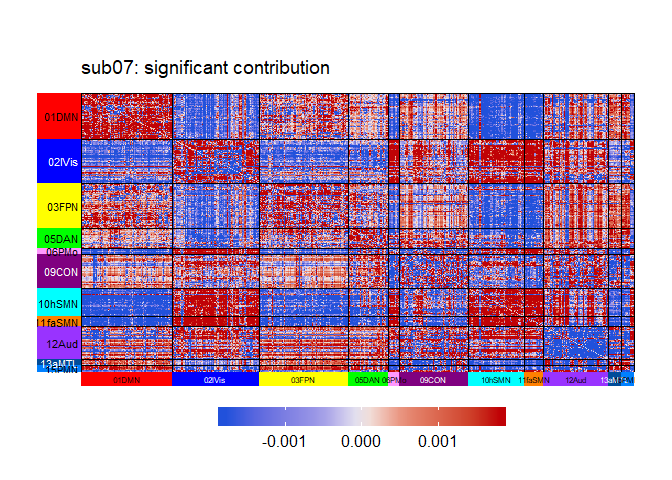 sub07: significant contribution
01DMN
02lVis
03FPN
05DAN
09CON
10hSMN
11faSMN
12Aud
01DMN
02lVis
03FPN
05DAN
09CON
10hSMN
11faSMN
12Aud
-0.001
0.000
0.001